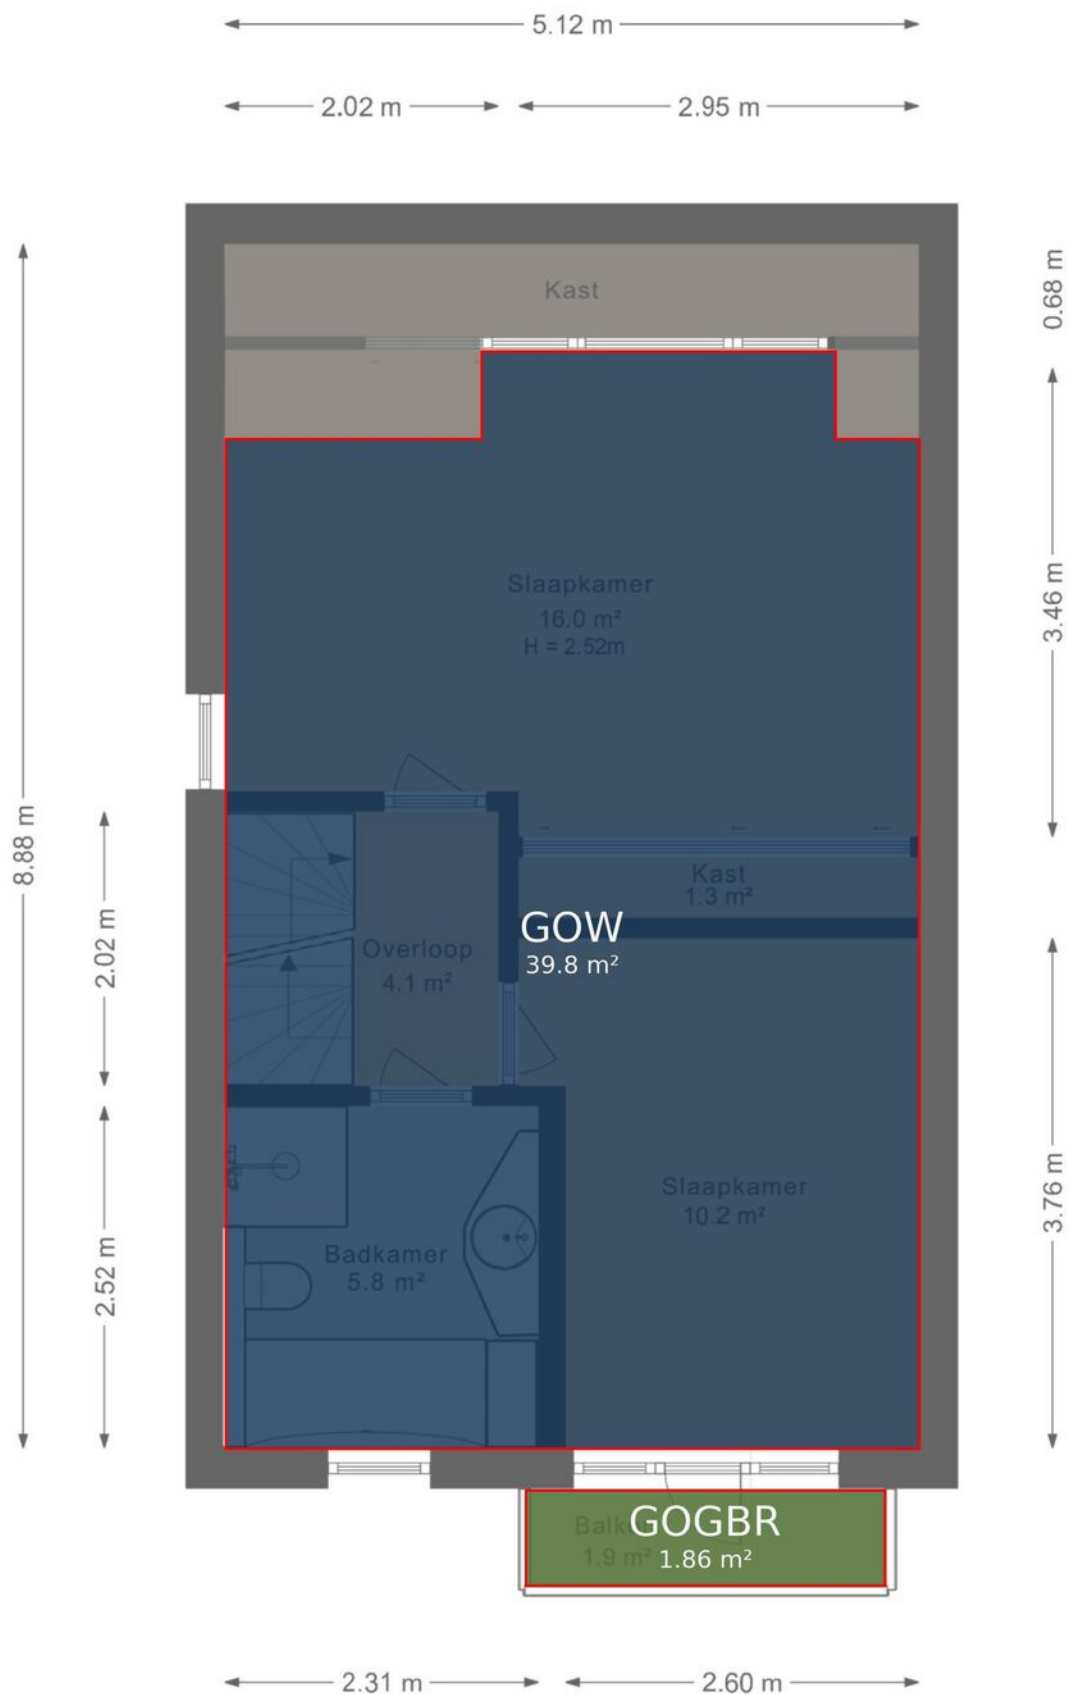 5.12 m
2.02 m
2.95 m
Kast
0.68 m
Slaapkamer
16.0 m²
H = 2.52m
3.46 m
8.88 m
Kast
1.3 m²
GOW
39.8 m²
2.02 m
Overloop
4.1 m²
Slaapkamer
10.2 m²
3.76 m
Badkamer
5.8 m²
2.52 m
GOGBR
1.86 m²
1.9 m²
2.31 m
2.60 m